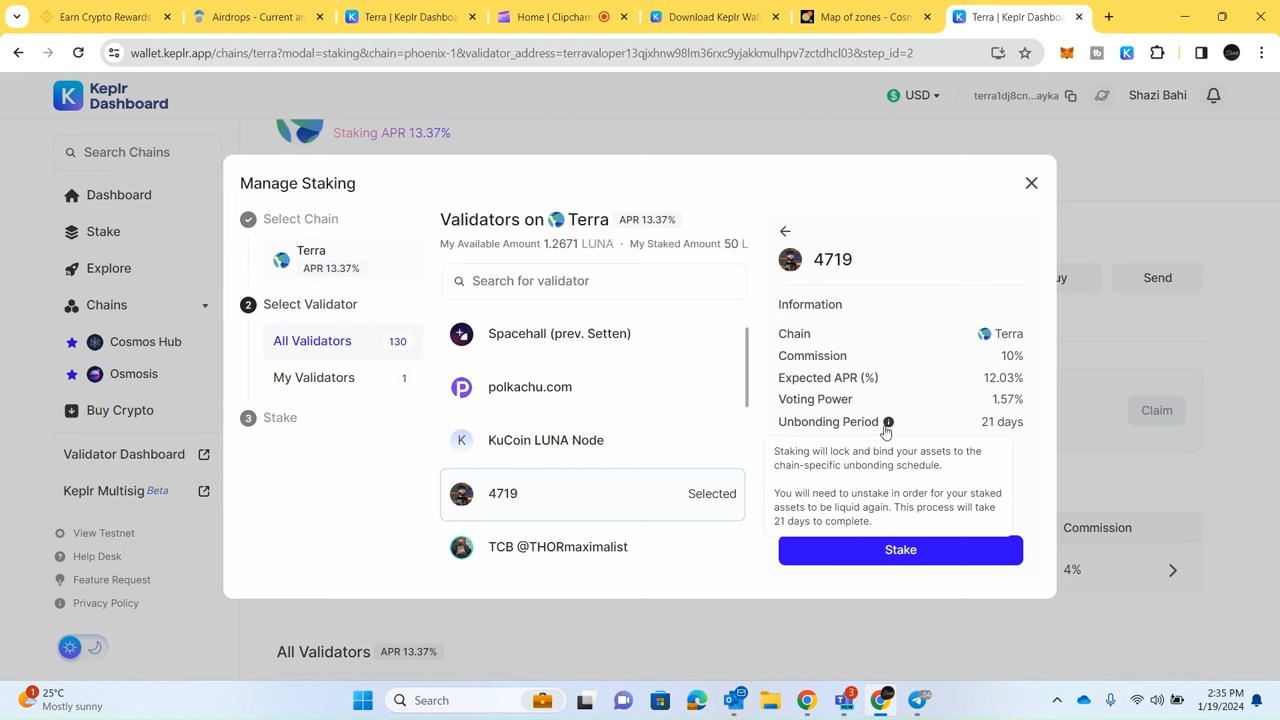 Earn Crypto Rewards
Airdrops - Current an
Terra | Keplr Dashboa
Home | Clipcham
Download Keplr Wal
Map of zones - Cosm
Terra | Keplr Dashbo
wallet.keplr.app/chains/terra?modal=staking&chain=phoenix-1&validator_address=terravaloper13qjxhnw98lm36rxc9yjakkmulhpv7zctdhcl03&step_id=2
Keplr
Dashboard
USD
terra1dj8cn...ayka
Shazi Bahi
Staking APR 13.37%
Search Chains
Dashboard
Stake
Explore
Chains
Cosmos Hub
Osmosis
Buy Crypto
Validator Dashboard
Keplr Multisig Beta
View Testnet
Help Desk
Feature Request
Privacy Policy
Manage Staking
Select Chain
Terra
APR 13.37%
2 Select Validator
All Validators 130
My Validators 1
3 Stake
Validators on Terra APR 13.37%
My Available Amount 1.2671 LUNA · My Staked Amount 50 L
Search for validator
Spacehall (prev. Setten)
polkachu.com
K KuCoin LUNA Node
4719 Selected
TCB @THORmaximalist
4719
Information
Chain Terra
Commission 10%
Expected APR (%) 12.03%
Voting Power 1.57%
Unbonding Period 21 days
Staking will lock and bind your assets to the
chain-specific unbonding schedule.
You will need to unstake in order for your staked
assets to be liquid again. This process will take
21 days to complete.
Stake
uy
Send
Claim
Commission
4%
All Validators APR 13.37%
1
25°C
Mostly sunny
Search
NEW
3
04
2:35 PM
1/19/2024